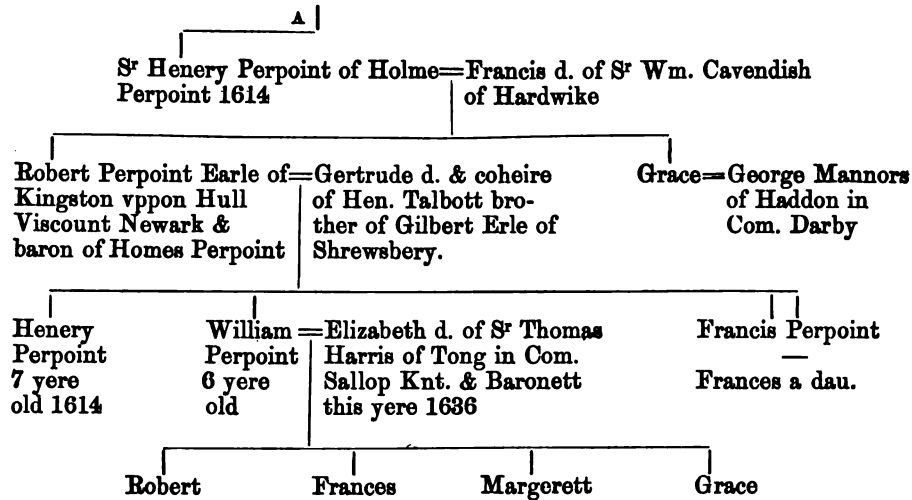 A
Sr Henery Perpoint of Holme=Francis d. of Sr Wm. Cavendish
Perpoint 1614
of Hardwike
Robert Perpoint Earle of=Gertrude d. & coheire
Kingston vppon Hull
Viscount Newark &
baron of Homes Perpoint
of Hen. Talbott bro-
ther of Gilbert Erle of
Shrewsbery.
Grace=George Mannors
of Haddon in
Com. Darby
Henery
Perpoint
7 yere
old 1614
William=Elizabeth d. of Sr Thomas
Perpoint
6 yere
old
Harris of Tong in Com.
Sallop Knt. & Baronett
this yere 1636
Francis Perpoint
—
Frances a dau.
Robert
Frances
Margerett
Grace